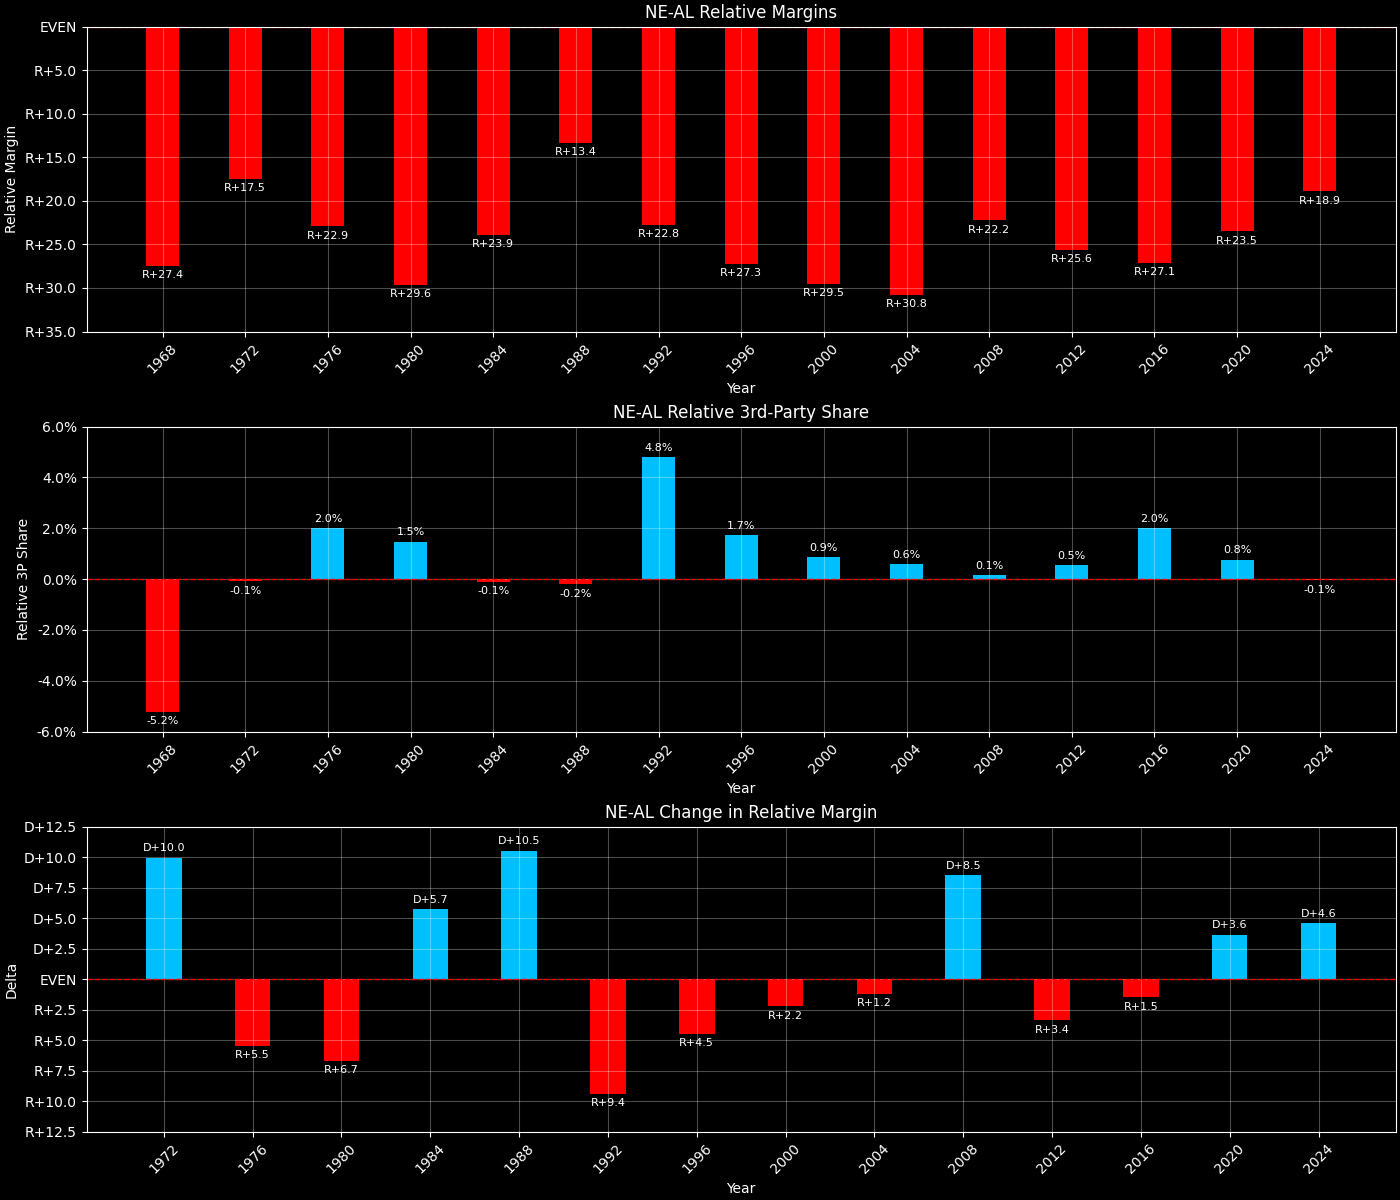 NE-AL Relative Margins
Relative Margin
EVEN
R+5.0
R+10.0
R+15.0
R+20.0
R+25.0
R+30.0
R+35.0
R+27.4
R+17.5
R+22.9
R+29.6
R+23.9
R+13.4
R+22.8
R+27.3
R+29.5
R+30.8
R+22.2
R+25.6
R+27.1
R+23.5
R+18.9
1968
1972
1976
1980
1984
1988
1992
1996
2000
2004
2008
2012
2016
2020
2024
Year
NE-AL Relative 3rd-Party Share
Relative 3P Share
6.0%
4.0%
2.0%
0.0%
-2.0%
-4.0%
-6.0%
-5.2%
-0.1%
2.0%
1.5%
-0.1%
-0.2%
4.8%
1.7%
0.9%
0.6%
0.1%
0.5%
2.0%
0.8%
-0.1%
1968
1972
1976
1980
1984
1988
1992
1996
2000
2004
2008
2012
2016
2020
2024
Year
NE-AL Change in Relative Margin
Delta
D+12.5
D+10.0
D+7.5
D+5.0
D+2.5
EVEN
R+2.5
R+5.0
R+7.5
R+10.0
R+12.5
D+10.0
R+5.5
R+6.7
D+5.7
D+10.5
R+9.4
R+4.5
R+2.2
R+1.2
D+8.5
R+3.4
R+1.5
D+3.6
D+4.6
1972
1976
1980
1984
1988
1992
1996
2000
2004
2008
2012
2016
2020
2024
Year